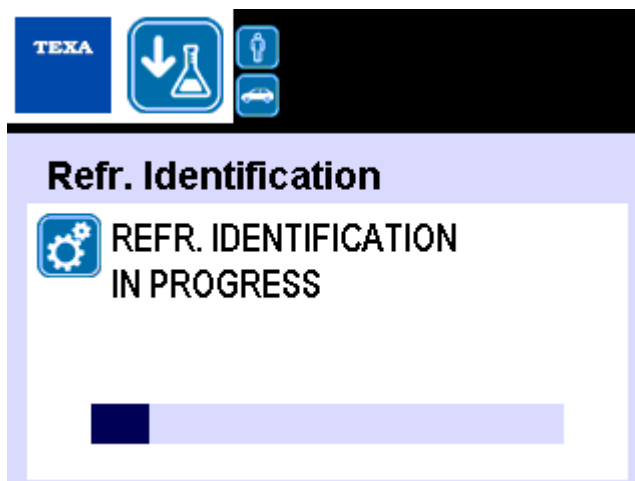 TEXA
Refr. Identification
REFR. IDENTIFICATION
IN PROGRESS